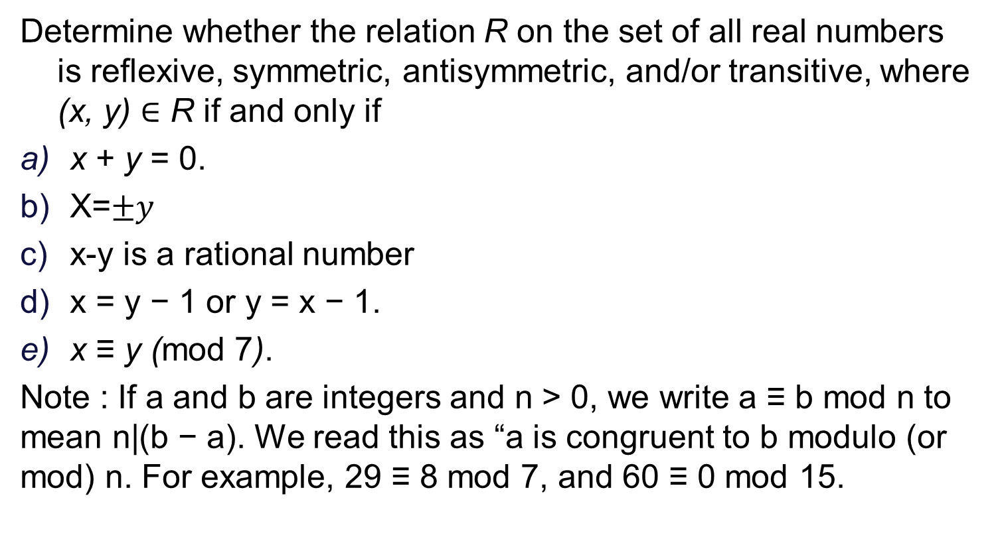 Determine whether the relation R on the set of all real numbers
is reflexive, symmetric, antisymmetric, and/or transitive, where
(x, y) ∈ R if and only if
a) x + y = 0.
b) X=±y
c) x-y is a rational number
d) x = y − 1 or y = x − 1.
e) x ≡ y (mod 7).
Note : If a and b are integers and n > 0, we write a ≡ b mod n to
mean n|(b − a). We read this as “a is congruent to b modulo (or
mod) n. For example, 29 ≡ 8 mod 7, and 60 ≡ 0 mod 15.